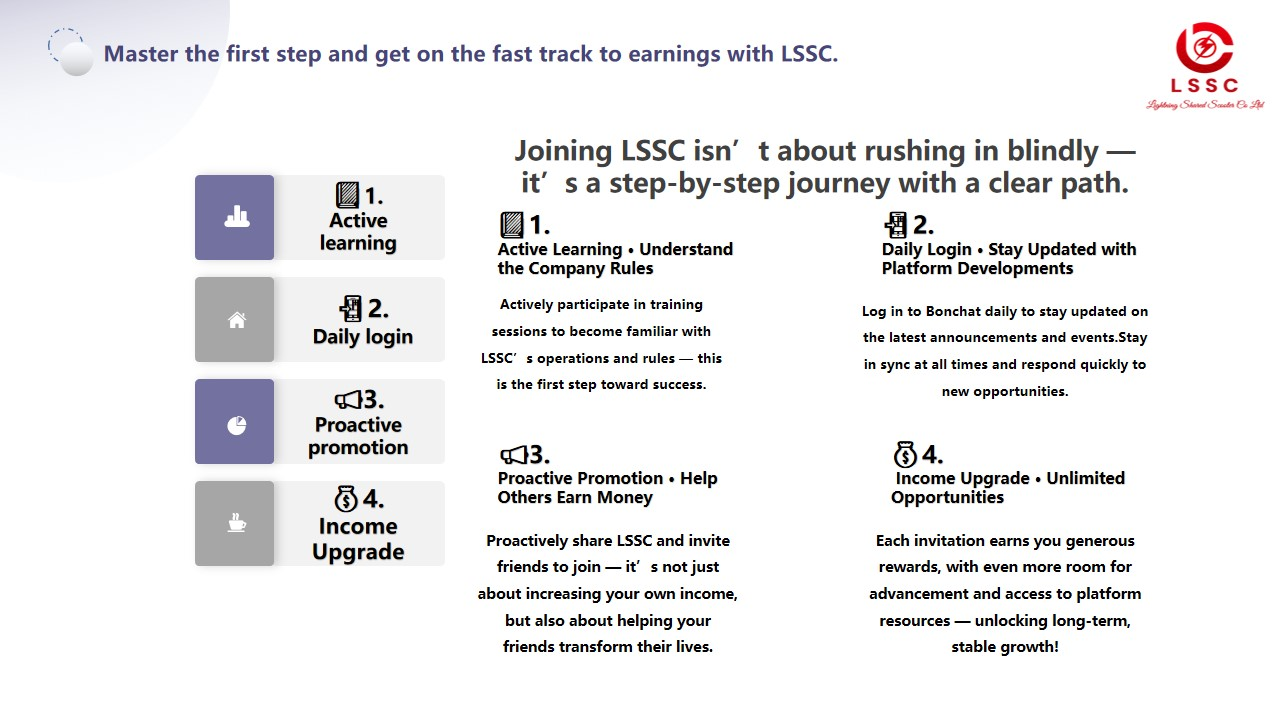 Master the first step and get on the fast track to earnings with LSSC.
LSSC
Lightning Shared Scooter Co Ltd
Joining LSSC isn’t about rushing in blindly —
it’s a step-by-step journey with a clear path.
1.
Active
learning
2.
Daily login
3.
Proactive
promotion
4.
Income
Upgrade
1.
Active Learning • Understand
the Company Rules
Actively participate in training
sessions to become familiar with
LSSC’s operations and rules — this
is the first step toward success.
2.
Daily Login • Stay Updated with
Platform Developments
Log in to Bonchat daily to stay updated on
the latest announcements and events.Stay
in sync at all times and respond quickly to
new opportunities.
3.
Proactive Promotion • Help
Others Earn Money
Proactively share LSSC and invite
friends to join — it’s not just
about increasing your own income,
but also about helping your
friends transform their lives.
4.
Income Upgrade • Unlimited
Opportunities
Each invitation earns you generous
rewards, with even more room for
advancement and access to platform
resources — unlocking long-term,
stable growth!